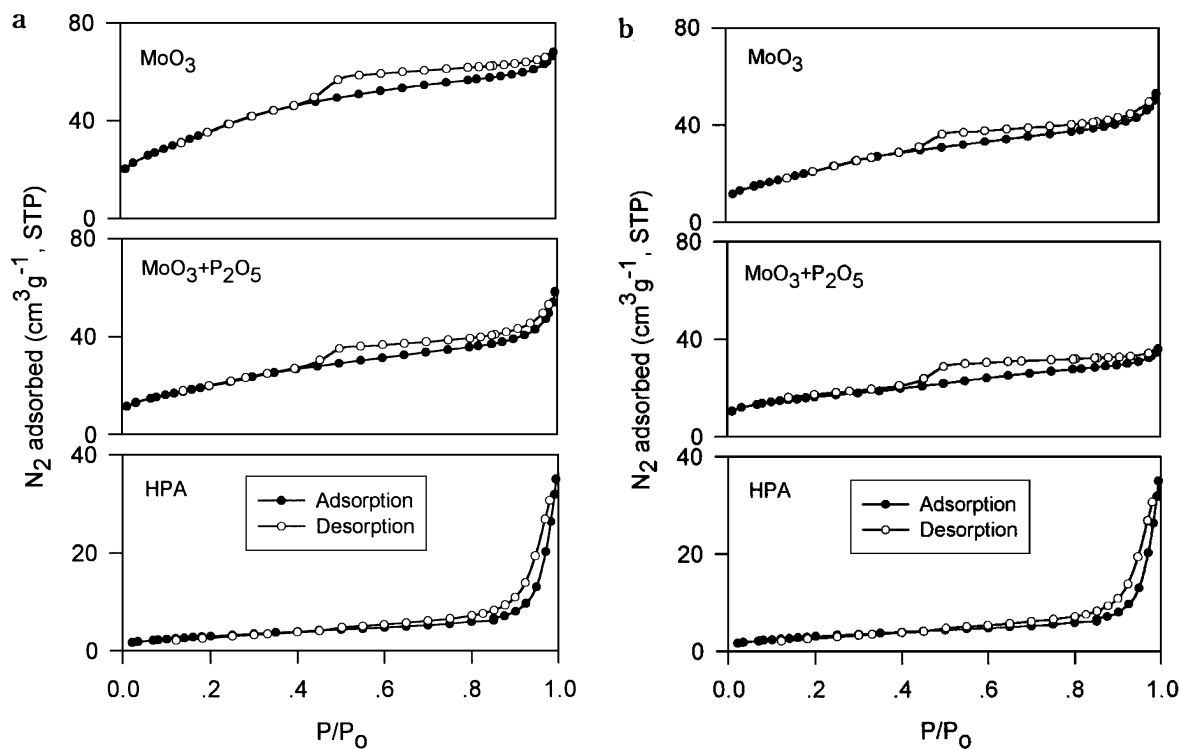 a
80
MoO3
40
0
80
MoO3+P2O5
40
0
40
HPA
Adsorption
Desorption
20
0
0.0 .2 .4 .6 .8 1.0
P/Po
N2 adsorbed (cm3g-1, STP)
b
80
MoO3
40
0
80
MoO3+P2O5
40
0
40
HPA
Adsorption
Desorption
20
0
0.0 .2 .4 .6 .8 1.0
P/Po
N2 adsorbed (cm3g-1, STP)